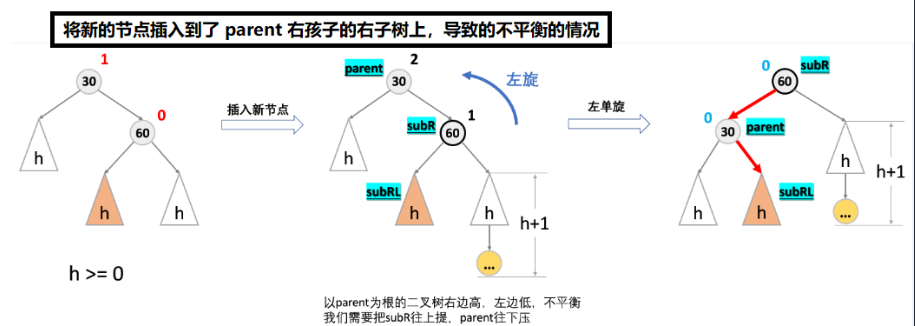 将新的节点插入到了 parent 右孩子的右子树上，导致的不平衡的情况
1
30
0
60
h
h
h
h >= 0
插入新节点
2
parent
30
左旋
1
subR
60
h
subRL
h
h
h+1
...
以parent为根的二叉树右边高，左边低，不平衡
我们需要把subR往上提，parent往下压
左单旋
0
subR
60
0
30
parent
h
h+1
subRL
h
h
...